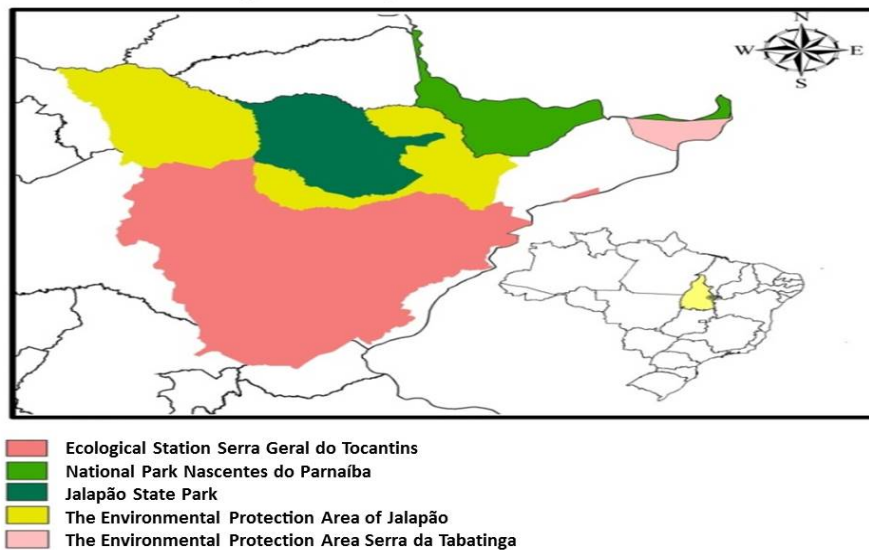 N
W E
S
Ecological Station Serra Geral do Tocantins
National Park Nascentes do Parnaíba
Jalapão State Park
The Environmental Protection Area of Jalapão
The Environmental Protection Area Serra da Tabatinga